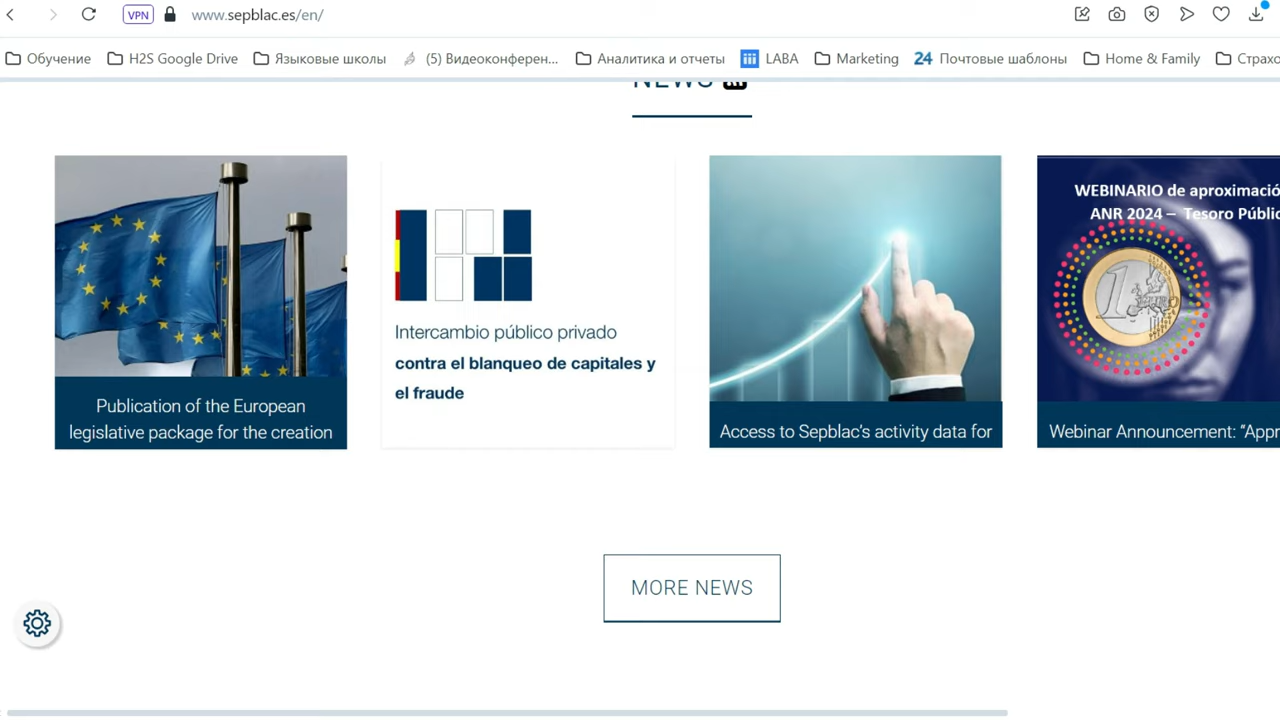 VPN www.sepblac.es/en/
Обучение H2S Google Drive Языковые школы (5) Видеоконферен... Аналитика и отчеты LABA Marketing 24 Почтовые шаблоны Home & Family Страхо
NEWS
Publication of the European
legislative package for the creation
Intercambio público privado
contra el blanqueo de capitales y
el fraude
Access to Sepblac's activity data for
WEBINARIO de aproximació
ANR 2024 – Tesoro Públic
1
Webinar Announcement: “Appr
MORE NEWS